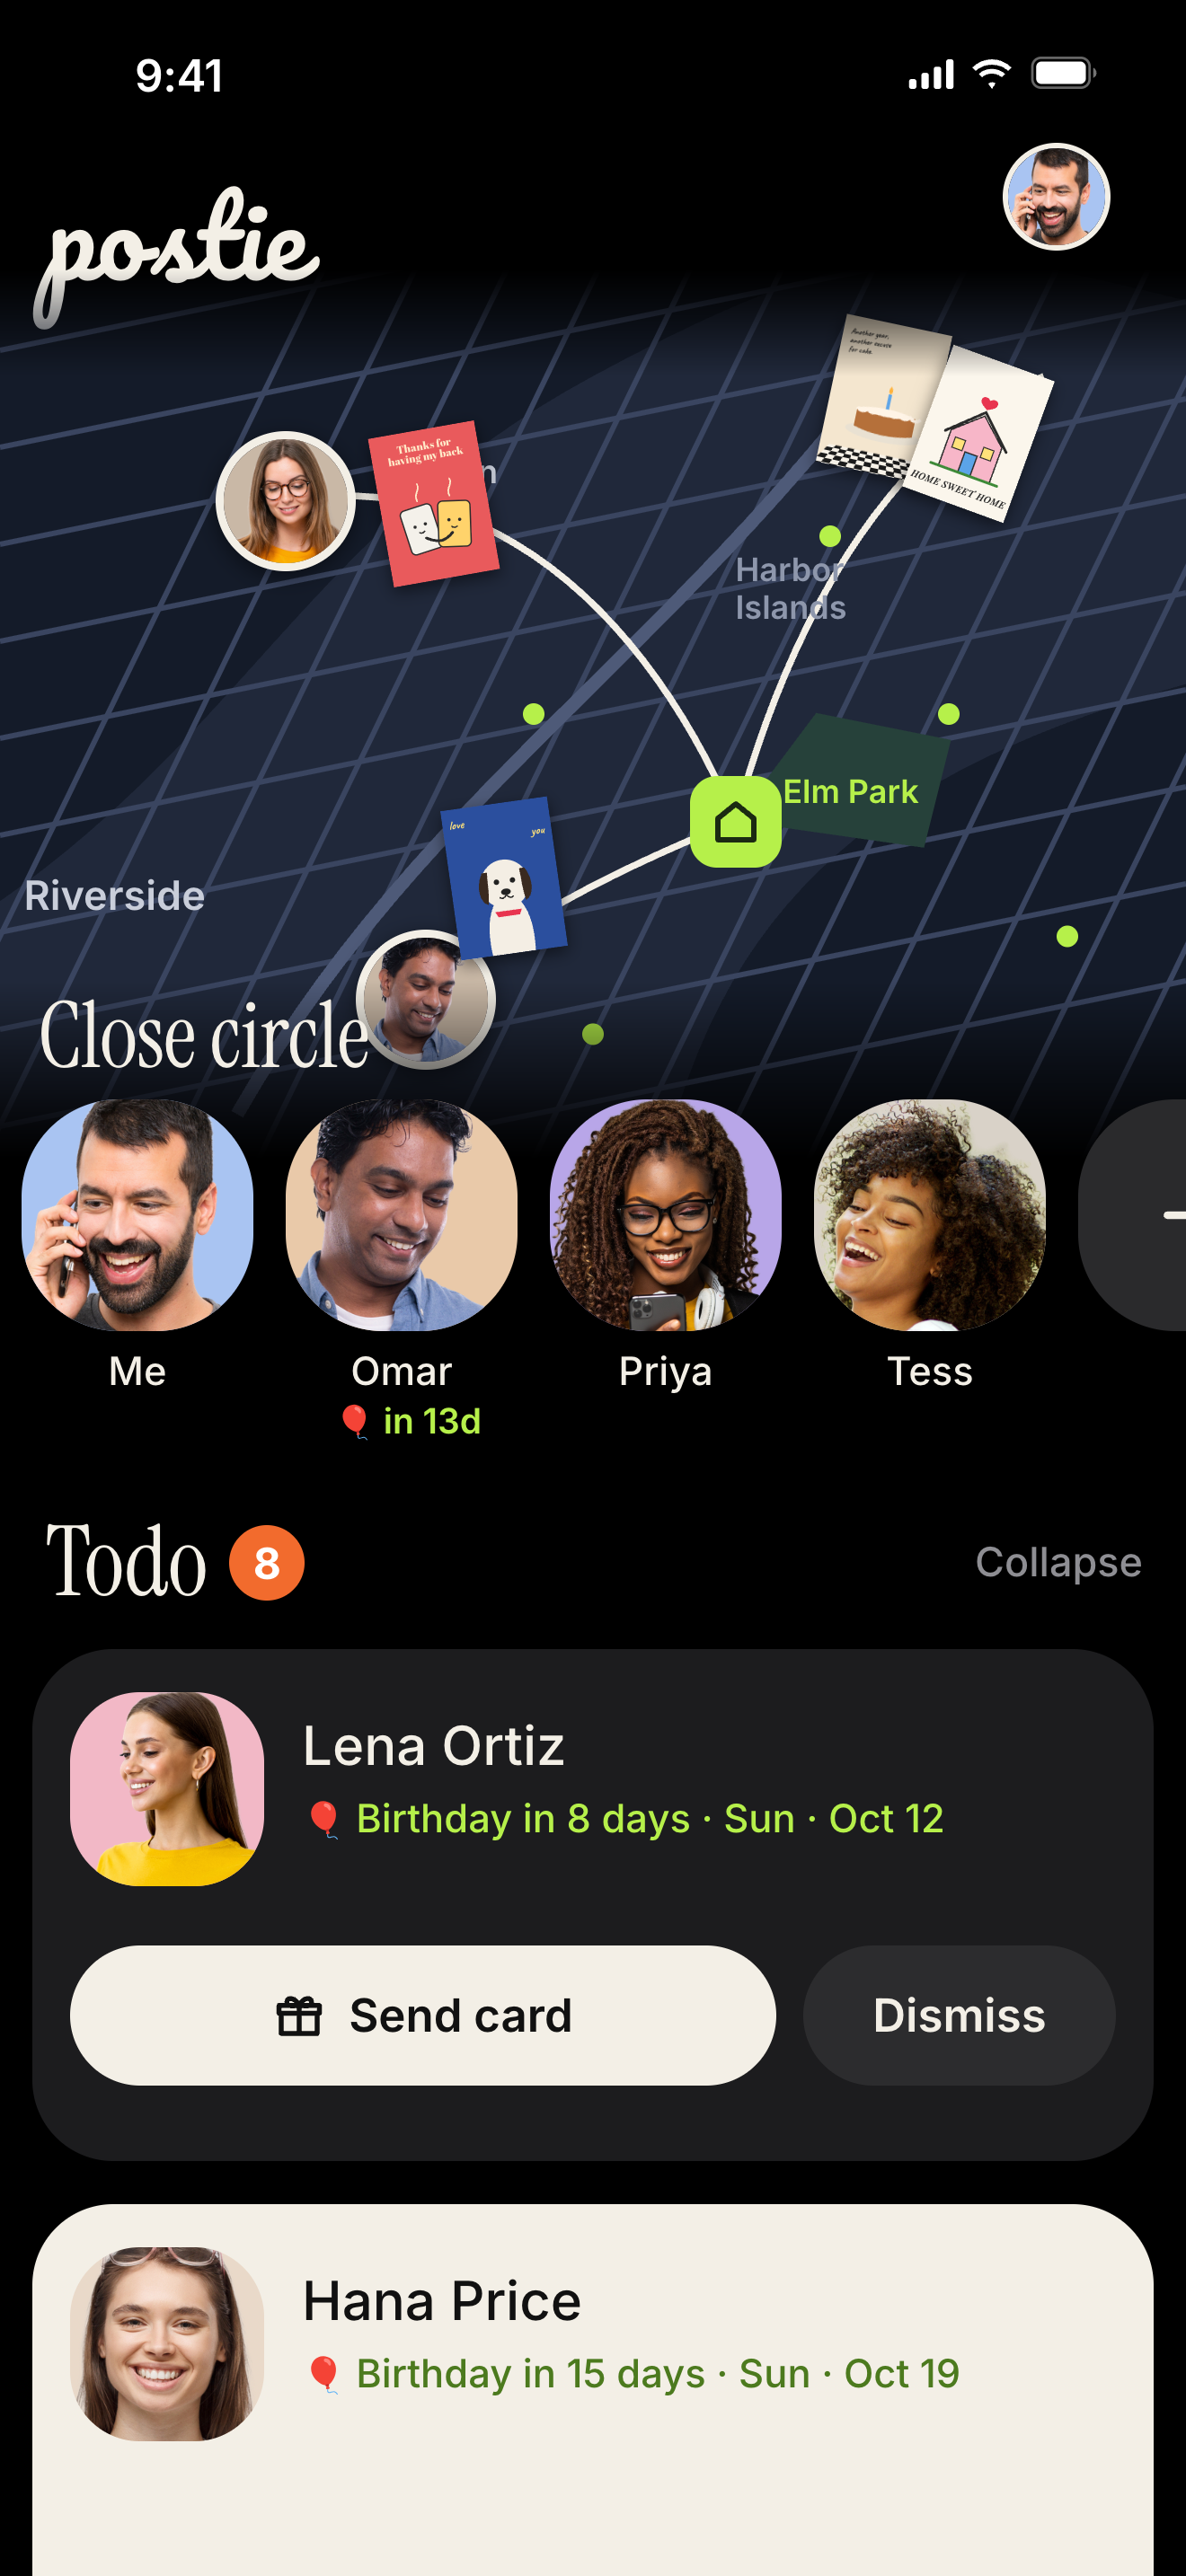 9:41
postie
Another year,
another excuse
for cake.
Thanks for
having my back
HOME SWEET HOME
Harbor
Islands
Elm Park
love you
Riverside
Close circle
Me
Omar
Priya
Tess
in 13d
Todo 8
Collapse
Lena Ortiz
Birthday in 8 days · Sun · Oct 12
Send card
Dismiss
Hana Price
Birthday in 15 days · Sun · Oct 19